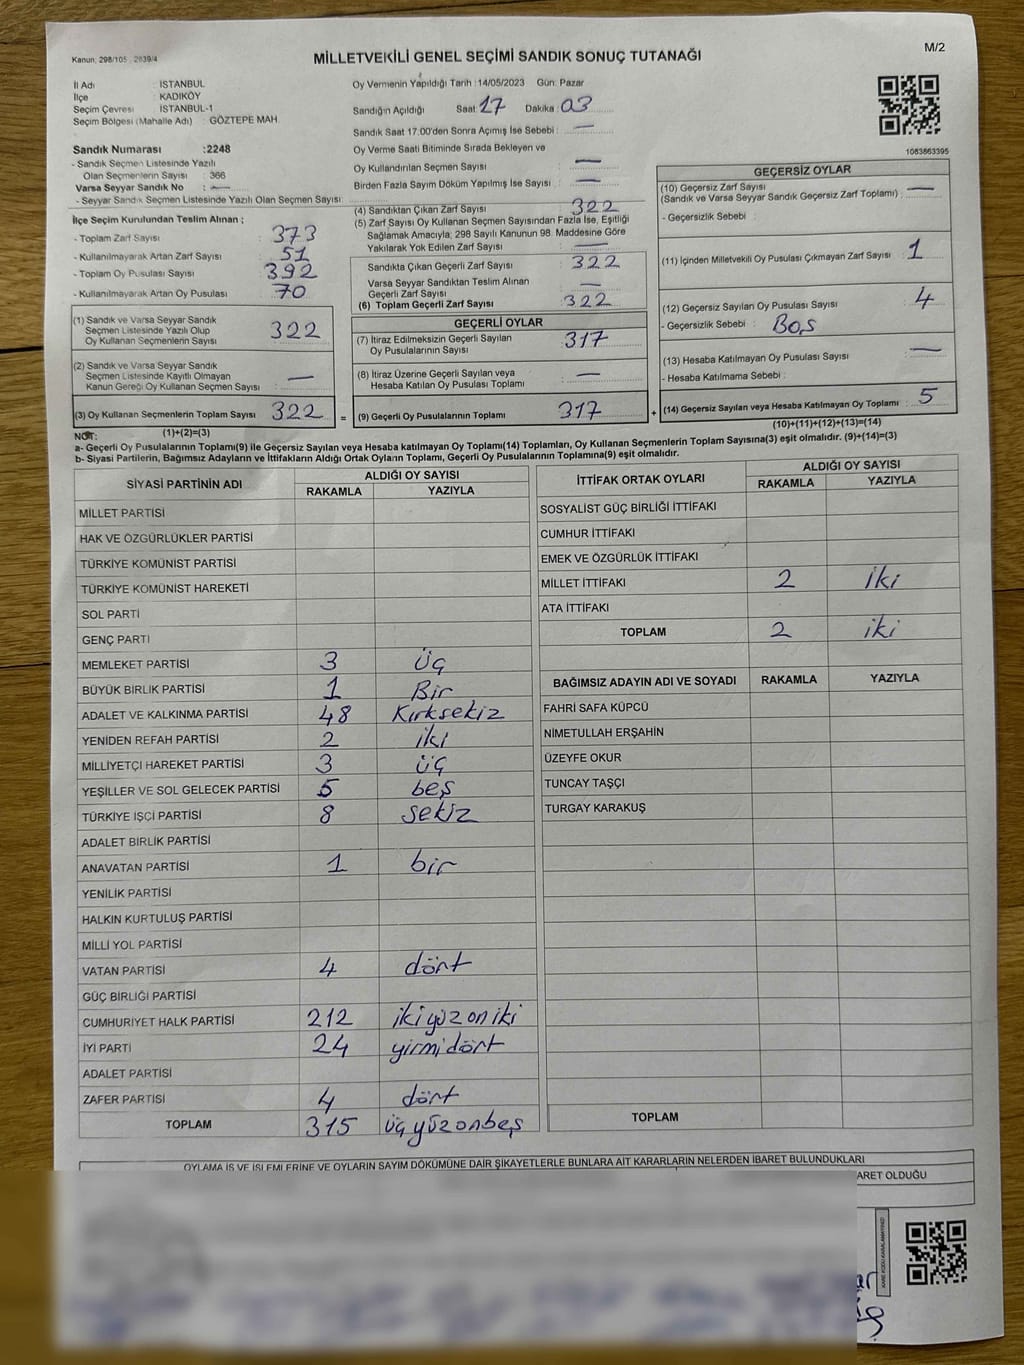 Kanun; 298/105 , 2839/4
MİLLETVEKİLİ GENEL SEÇİMİ SANDIK SONUÇ TUTANAĞI
M/2
İl Adı : İSTANBUL
İlçe : KADIKÖY
Seçim Çevresi : İSTANBUL-1
Seçim Bölgesi (Mahalle Adı) : GÖZTEPE MAH.
Sandık Numarası :2248
- Sandık Seçmen Listesinde Yazılı
Olan Seçmenlerin Sayısı : 366
Varsa Seyyar Sandık No : —
- Seyyar Sandık Seçmen Listesinde Yazılı Olan Seçmen Sayısı:
İlçe Seçim Kurulundan Teslim Alınan ;
- Toplam Zarf Sayısı : 373
- Kullanılmayarak Artan Zarf Sayısı : 51
- Toplam Oy Pusulası Sayısı : 392
- Kullanılmayarak Artan Oy Pusulası : 70
(1) Sandık ve Varsa Seyyar Sandık
Seçmen Listesinde Yazılı Olup
Oy Kullanan Seçmenlerin Sayısı : 322
(2) Sandık ve Varsa Seyyar Sandık
Seçmen Listesinde Kayıtlı Olmayan
Kanun Gereği Oy Kullanan Seçmen Sayısı : —
(3) Oy Kullanan Seçmenlerin Toplam Sayısı : 322 =
(1)+(2)=(3)
Oy Vermenin Yapıldığı Tarih : 14/05/2023 Gün: Pazar
Sandığın Açıldığı Saat: 17 Dakika : 03
Sandık Saat 17:00'den Sonra Açımış İse Sebebi : —
Oy Verme Saati Bitiminde Sırada Bekleyen ve
Oy Kullandırılan Seçmen Sayısı : —
Birden Fazla Sayım Döküm Yapılmış İse Sayısı : —
(4) Sandıktan Çıkan Zarf Sayısı : 322
(5) Zarf Sayısı Oy Kullanan Seçmen Sayısından Fazla İse, Eşitliği
Sağlamak Amacıyla; 298 Sayılı Kanunun 98. Maddesine Göre
Yakılarak Yok Edilen Zarf Sayısı : —
Sandıkta Çıkan Geçerli Zarf Sayısı : 322
Varsa Seyyar Sandıktan Teslim Alınan
Geçerli Zarf Sayısı :
(6) Toplam Geçerli Zarf Sayısı : 322
GEÇERLİ OYLAR
(7) İtiraz Edilmeksizin Geçerli Sayılan
Oy Pusulalarının Sayısı : 317
(8) İtiraz Üzerine Geçerli Sayılan veya
Hesaba Katılan Oy Pusulası Toplamı : —
(9) Geçerli Oy Pusulalarının Toplamı : 317 +
1083863395
GEÇERSİZ OYLAR
(10) Geçersiz Zarf Sayısı : —
(Sandık ve Varsa Seyyar Sandık Geçersiz Zarf Toplamı)
- Geçersizlik Sebebi :
(11) İçinden Milletvekili Oy Pusulası Çıkmayan Zarf Sayısı : 1
(12) Geçersiz Sayılan Oy Pusulası Sayısı : 4
- Geçersizlik Sebebi : Boş
(13) Hesaba Katılmayan Oy Pusulası Sayısı : —
- Hesaba Katılmama Sebebi :
(14) Geçersiz Sayılan veya Hesaba Katılmayan Oy Toplamı : 5
(10)+(11)+(12)+(13)=(14)
NOT:
a- Geçerli Oy Pusulalarının Toplamı(9) ile Geçersiz Sayılan veya Hesaba Katılmayan Oy Toplamı(14) Toplamları, Oy Kullanan Seçmenlerin Toplam Sayısına(3) eşit olmalıdır. (9)+(14)=(3)
b- Siyasi Partilerin, Bağımsız Adayların ve İttifakların Aldığı Ortak Oyların Toplamı, Geçerli Oy Pusulalarının Toplamına(9) eşit olmalıdır.
SİYASİ PARTİNİN ADI ALDIĞI OY SAYISI
RAKAMLA YAZIYLA
MİLLET PARTİSİ
HAK VE ÖZGÜRLÜKLER PARTİSİ
TÜRKİYE KOMÜNİST PARTİSİ
TÜRKİYE KOMÜNİST HAREKETİ
SOL PARTİ
GENÇ PARTİ
MEMLEKET PARTİSİ 3 üç
BÜYÜK BİRLİK PARTİSİ 1 Bir
ADALET VE KALKINMA PARTİSİ 48 Kırksekiz
YENİDEN REFAH PARTİSİ 2 iki
MİLLİYETÇİ HAREKET PARTİSİ 3 üç
YEŞİLLER VE SOL GELECEK PARTİSİ 5 beş
TÜRKİYE İŞÇİ PARTİSİ 8 sekiz
ADALET BİRLİK PARTİSİ
ANAVATAN PARTİSİ 1 bir
YENİLİK PARTİSİ
HALKIN KURTULUŞ PARTİSİ
MİLLİ YOL PARTİSİ
VATAN PARTİSİ 4 dört
GÜÇ BİRLİĞİ PARTİSİ
CUMHURİYET HALK PARTİSİ 212 ikiyüz on iki
İYİ PARTİ 24 yirmidört
ADALET PARTİSİ
ZAFER PARTİSİ 4 dört
TOPLAM 315 üçyüzonbeş
İTTİFAK ORTAK OYLARI ALDIĞI OY SAYISI
RAKAMLA YAZIYLA
SOSYALİST GÜÇ BİRLİĞİ İTTİFAKI
CUMHUR İTTİFAKI
EMEK VE ÖZGÜRLÜK İTTİFAKI
MİLLET İTTİFAKI 2 iki
ATA İTTİFAKI
TOPLAM 2 iki
BAĞIMSIZ ADAYIN ADI VE SOYADI RAKAMLA YAZIYLA
FAHRİ SAFA KÜPCÜ
NİMETULLAH ERŞAHİN
ÜZEYFE OKUR
TUNCAY TAŞÇI
TURGAY KARAKUŞ
TOPLAM
OYLAMA İŞ VE İŞLEMLERİNE VE OYLARIN SAYIM DÖKÜMÜNE DAİR ŞİKAYETLERLE BUNLARA AİT KARARLARIN NELERDEN İBARET BULUNDUKLARI
ARET OLDUĞU